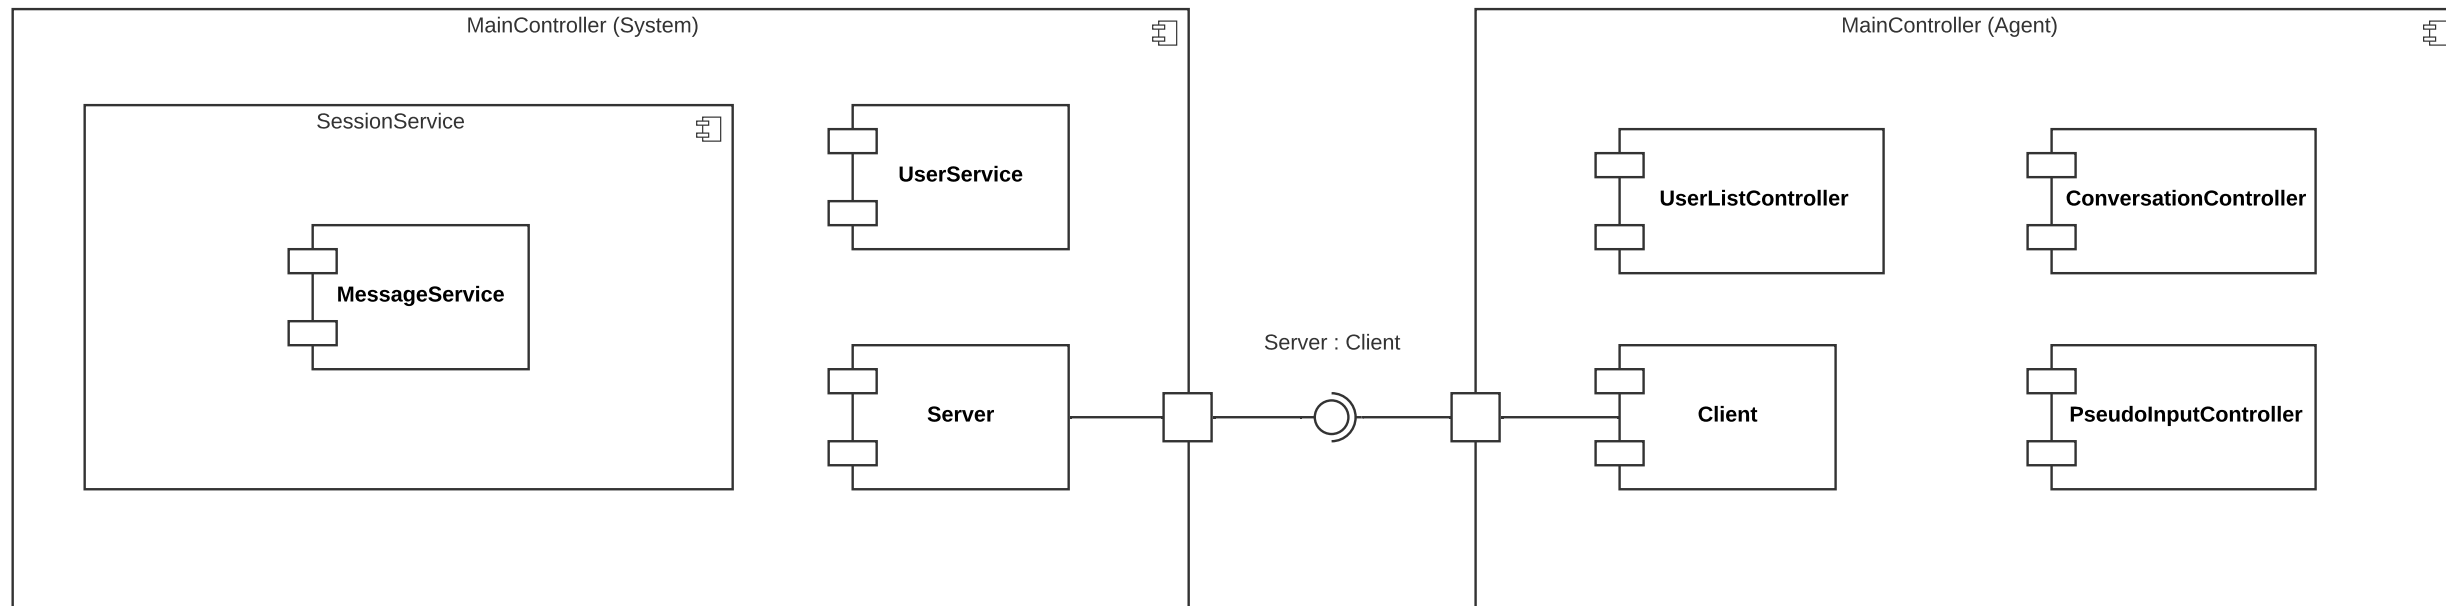 MainController (System)
SessionService
MessageService
UserService
Server
Server : Client
MainController (Agent)
UserListController
ConversationController
Client
PseudoInputController